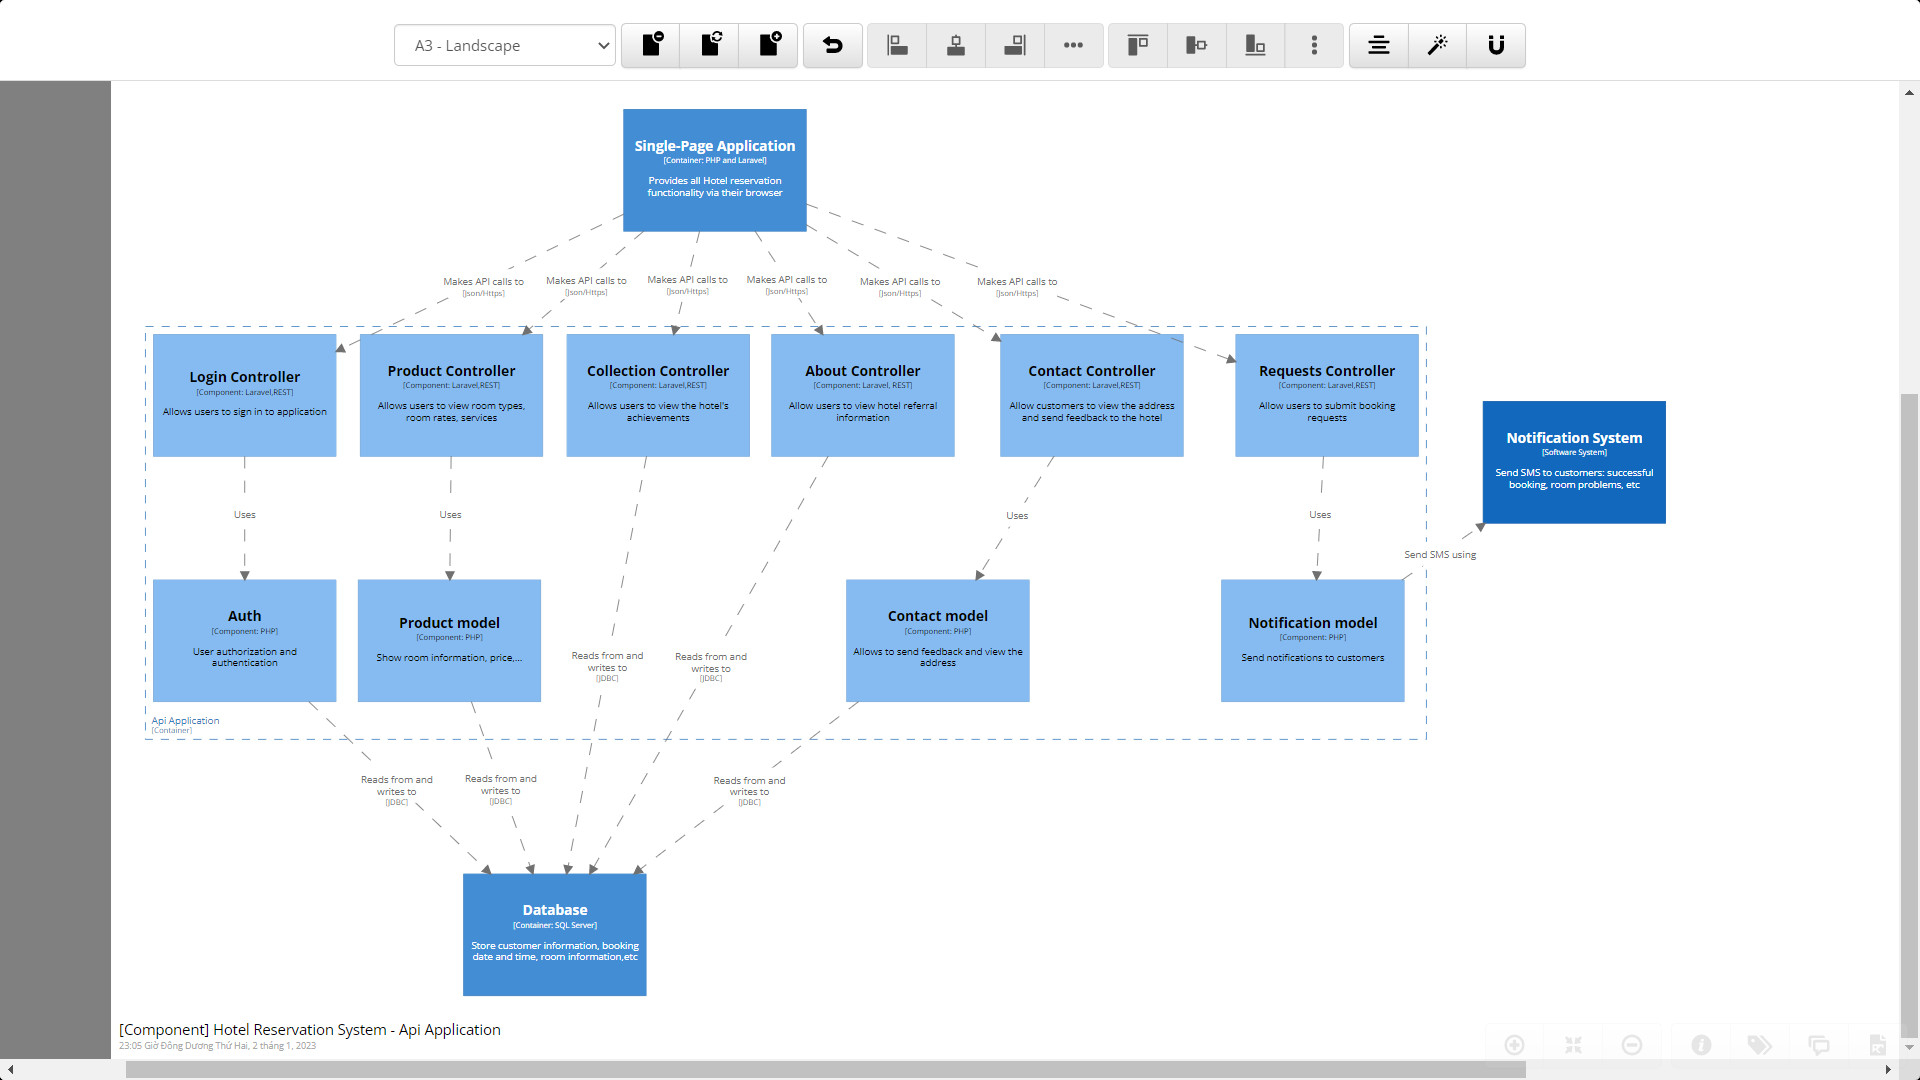 A3 - Landscape
Single-Page Application
[Container: PHP and Laravel]
Provides all Hotel reservation
functionality via their browser
Makes API calls to
[Json/Https]
Makes API calls to
[Json/Https]
Makes API calls to
[Json/Https]
Makes API calls to
[Json/Https]
Makes API calls to
[Json/Https]
Makes API calls to
[Json/Https]
Login Controller
[Component: Laravel,REST]
Allows users to sign in to application
Product Controller
[Component: Laravel,REST]
Allows users to view room types,
room rates, services
Collection Controller
[Component: Laravel,REST]
Allows users to view the hotel's
achievements
About Controller
[Component: Laravel, REST]
Allow users to view hotel referral
information
Contact Controller
[Component: Laravel,REST]
Allow customers to view the address
and send feedback to the hotel
Requests Controller
[Component: Laravel,REST]
Allow users to submit booking
requests
Notification System
[Software System]
Send SMS to customers: successful
booking, room problems, etc
Uses
Uses
Uses
Uses
Send SMS using
Auth
[Component: PHP]
User authorization and
authentication
Product model
[Component: PHP]
Show room information, price,...
Reads from and
writes to
[JDBC]
Reads from and
writes to
[JDBC]
Contact model
[Component: PHP]
Allows to send feedback and view the
address
Notification model
[Component: PHP]
Send notifications to customers
Api Application
[Container]
Reads from and
writes to
[JDBC]
Reads from and
writes to
[JDBC]
Reads from and
writes to
[JDBC]
Database
[Container: SQL Server]
Store customer information, booking
date and time, room information,etc
[Component] Hotel Reservation System - Api Application
23:05 Giờ Đông Dương Thứ Hai, 2 tháng 1, 2023